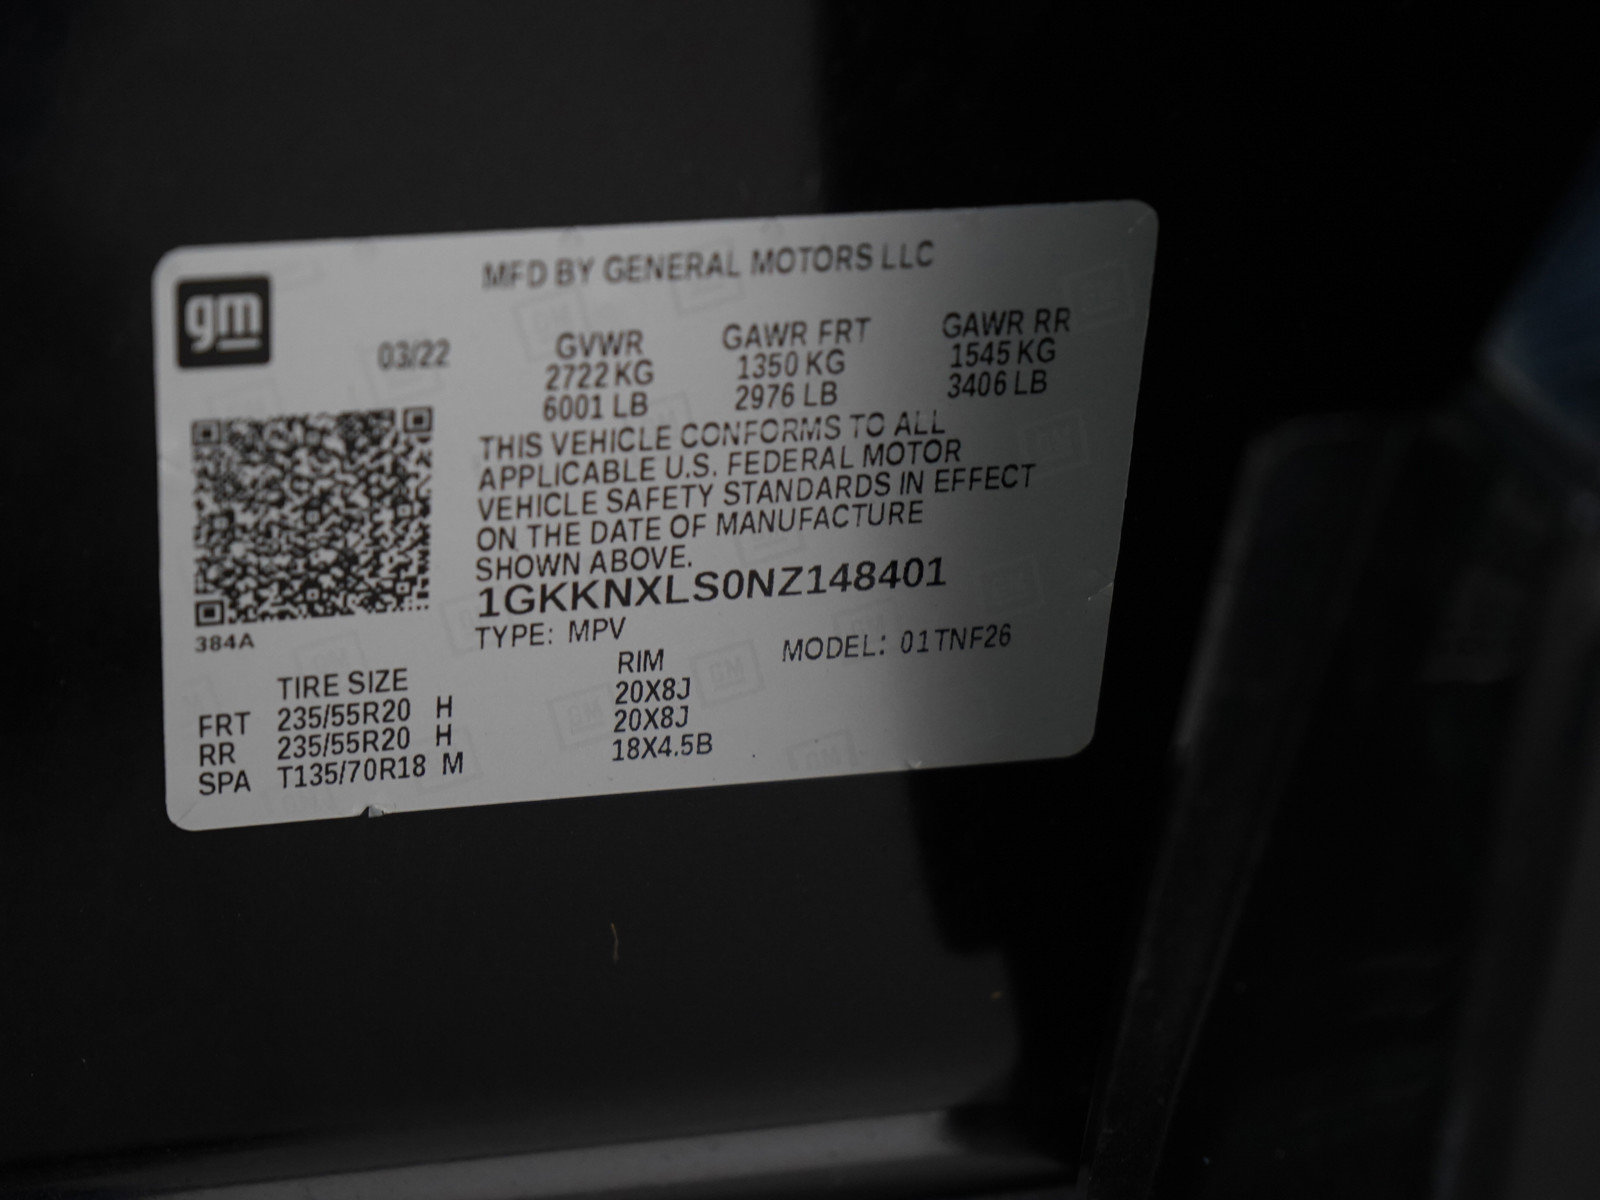 MFD BY GENERAL MOTORS LLC
gm
03/22
GVWR
2722 KG
6001 LB
GAWR FRT
1350 KG
2976 LB
GAWR RR
1545 KG
3406 LB
THIS VEHICLE CONFORMS TO ALL
APPLICABLE U.S. FEDERAL MOTOR
VEHICLE SAFETY STANDARDS IN EFFECT
ON THE DATE OF MANUFACTURE
SHOWN ABOVE.
1GKKNXLS0NZ148401
384A
TYPE: MPV
MODEL: 01TNF26
TIRE SIZE RIM
FRT 235/55R20 H 20X8J
RR 235/55R20 H 20X8J
SPA T135/70R18 M 18X4.5B